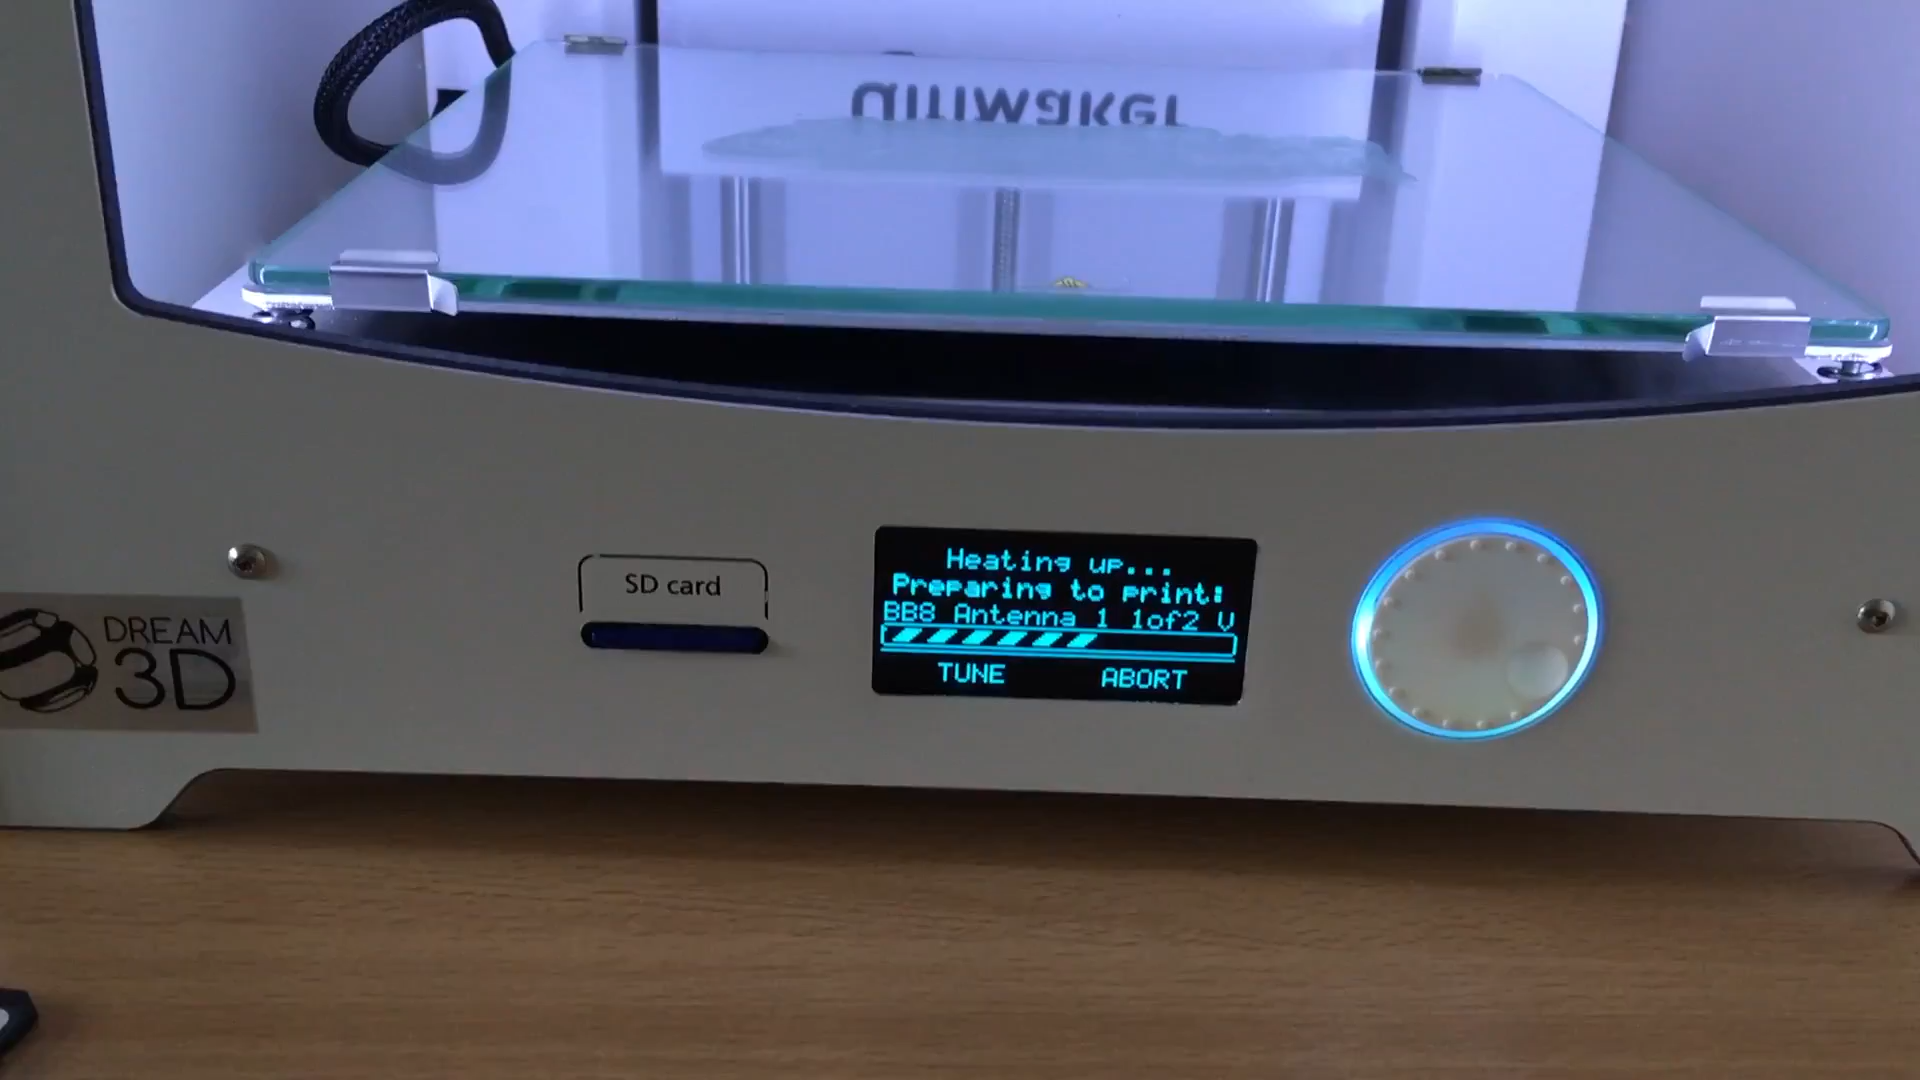 Heating up...
Preparing to print:
BB8 Antenna 1 1of2 V
TUNE ABORT
SD card
DREAM
3D